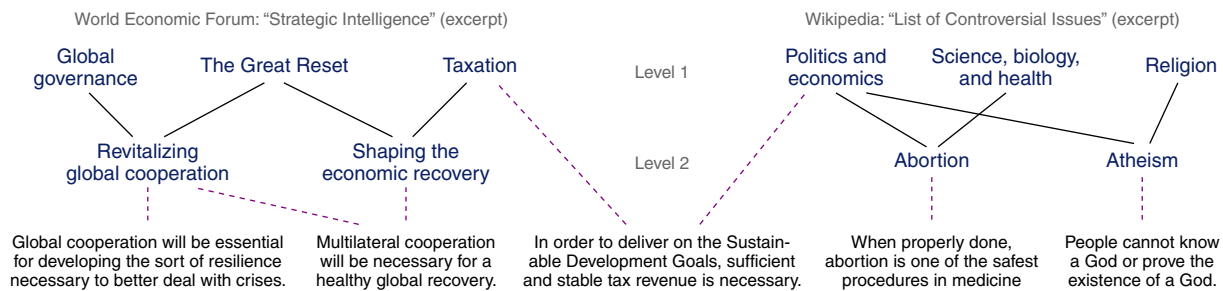 World Economic Forum: “Strategic Intelligence” (excerpt)
Wikipedia: “List of Controversial Issues” (excerpt)
Global
governance
The Great Reset
Taxation
Level 1
Politics and
economics
Science, biology,
and health
Religion
Revitalizing
global cooperation
Shaping the
economic recovery
Level 2
Abortion
Atheism
Global cooperation will be essential
for developing the sort of resilience
necessary to better deal with crises.
Multilateral cooperation
will be necessary for a
healthy global recovery.
In order to deliver on the Sustain-
able Development Goals, sufficient
and stable tax revenue is necessary.
When properly done,
abortion is one of the safest
procedures in medicine
People cannot know
a God or prove the
existence of a God.